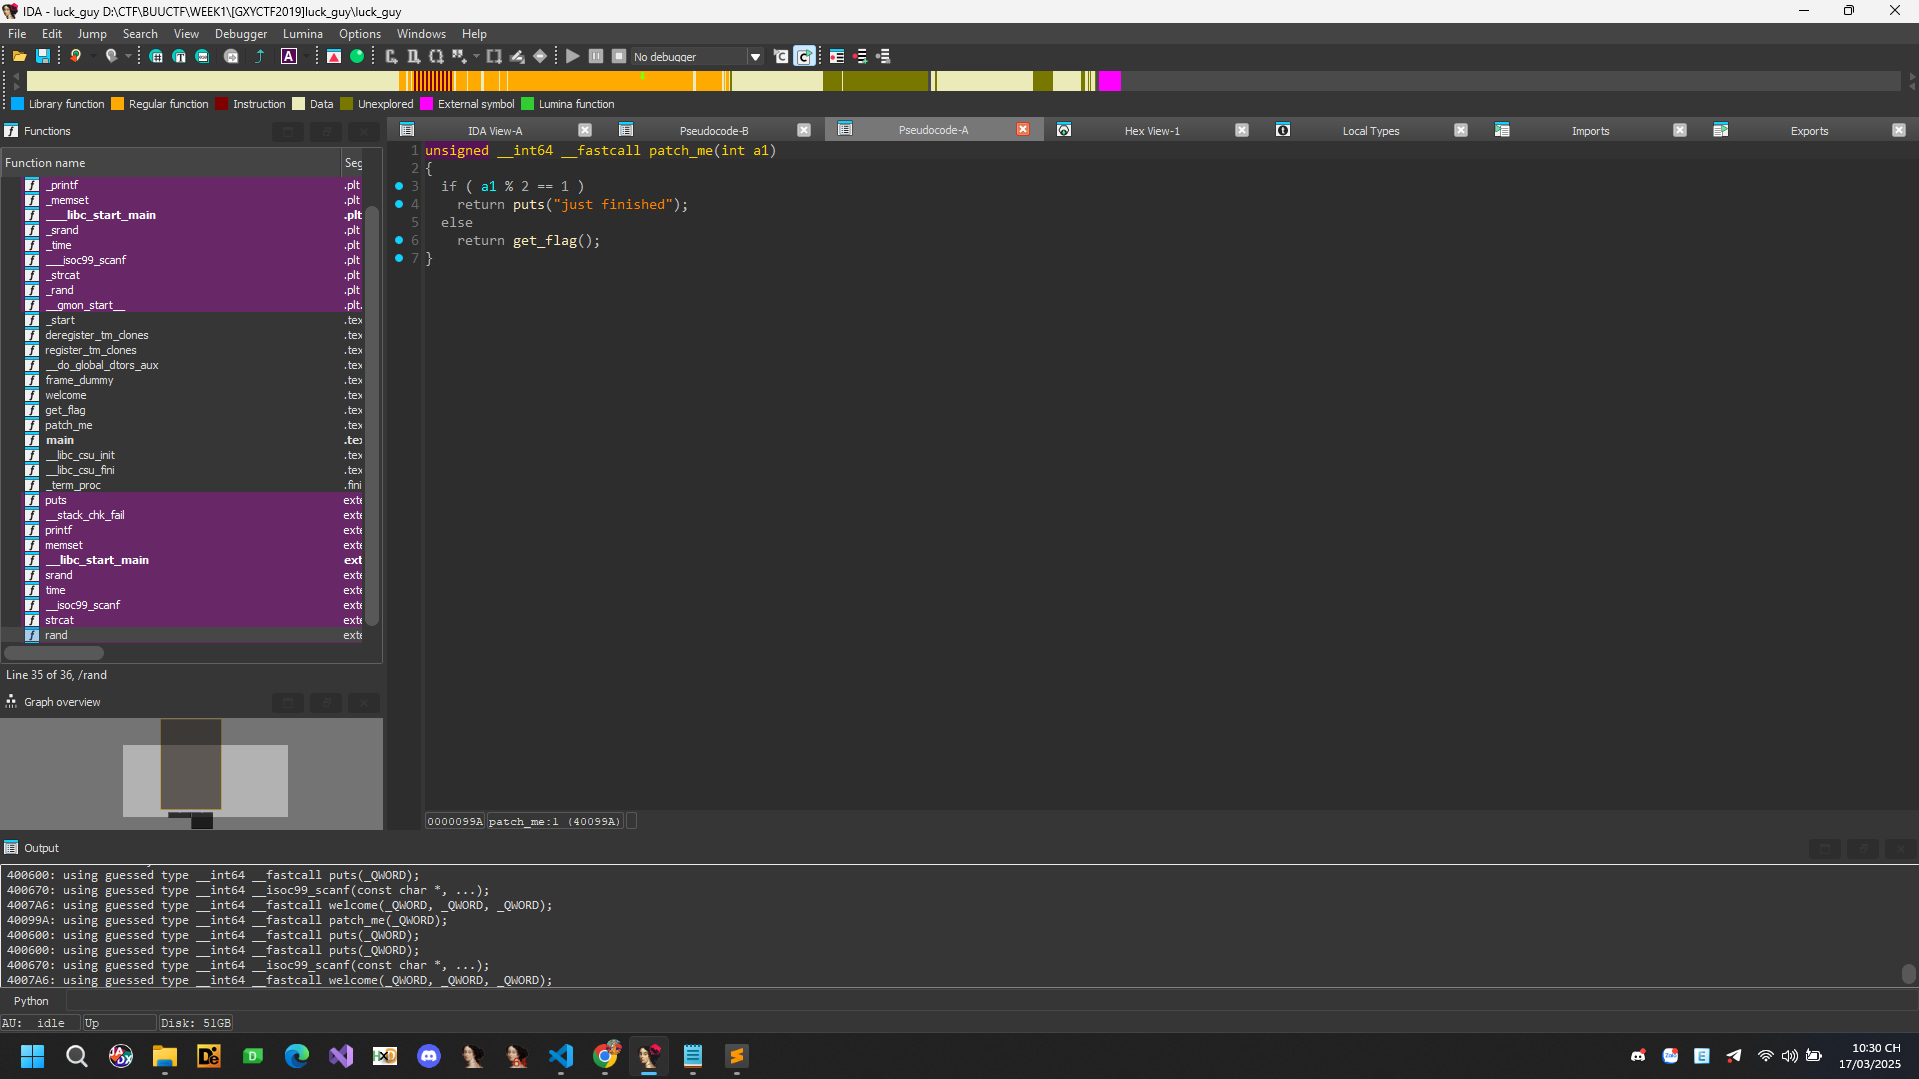 IDA - luck_guy D:\CTF\BUUCTF\WEEK1\[GXYCTF2019]luck_guy\luck_guy
File Edit Jump Search View Debugger Lumina Options Windows Help
No debugger
Library function Regular function Instruction Data Unexplored External symbol Lumina function
Functions
IDA View-A Pseudocode-B Pseudocode-A Hex View-1 Local Types Imports Exports
Function name Seg
_printf .plt
_memset .plt
___libc_start_main .plt
_srand .plt
_time .plt
___isoc99_scanf .plt
_strcat .plt
_rand .plt
__gmon_start__ .plt.
_start .tex
deregister_tm_clones .tex
register_tm_clones .tex
__do_global_dtors_aux .tex
frame_dummy .tex
welcome .tex
get_flag .tex
patch_me .tex
main .tex
__libc_csu_init .tex
__libc_csu_fini .tex
_term_proc .fini
puts exte
__stack_chk_fail exte
printf exte
memset exte
__libc_start_main ext
srand exte
time exte
__isoc99_scanf exte
strcat exte
rand exte
Line 35 of 36, /rand
Graph overview
1 unsigned __int64 __fastcall patch_me(int a1)
2 {
3 if ( a1 % 2 == 1 )
4 return puts("just finished");
5 else
6 return get_flag();
7 }
0000099A patch_me:1 (40099A)
Output
400600: using guessed type __int64 __fastcall puts(_QWORD);
400670: using guessed type __int64 __isoc99_scanf(const char *, ...);
4007A6: using guessed type __int64 __fastcall welcome(_QWORD, _QWORD, _QWORD);
40099A: using guessed type __int64 __fastcall patch_me(_QWORD);
400600: using guessed type __int64 __fastcall puts(_QWORD);
400600: using guessed type __int64 __fastcall puts(_QWORD);
400670: using guessed type __int64 __isoc99_scanf(const char *, ...);
4007A6: using guessed type __int64 __fastcall welcome(_QWORD, _QWORD, _QWORD);
Python
AU: idle Up Disk: 51GB
10:30 CH
17/03/2025